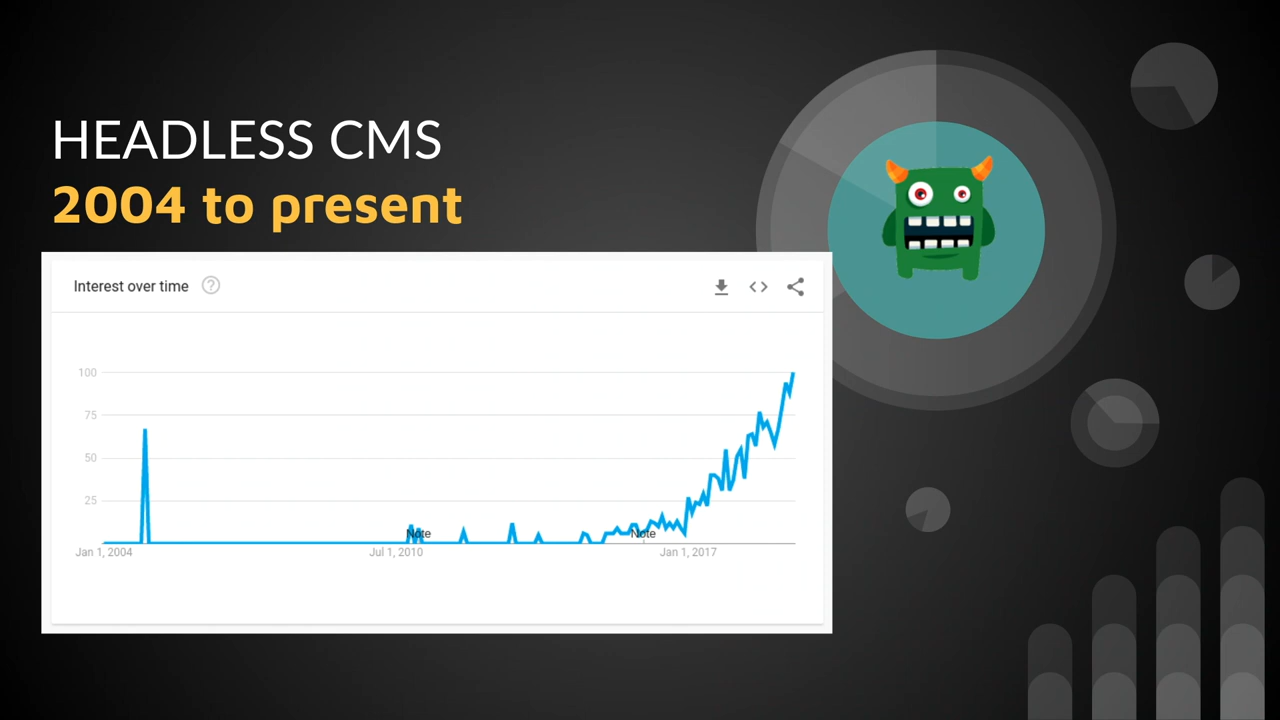 HEADLESS CMS
2004 to present
Interest over time ?
100
75
50
25
Note
Note
Jan 1, 2004
Jul 1, 2010
Jan 1, 2017